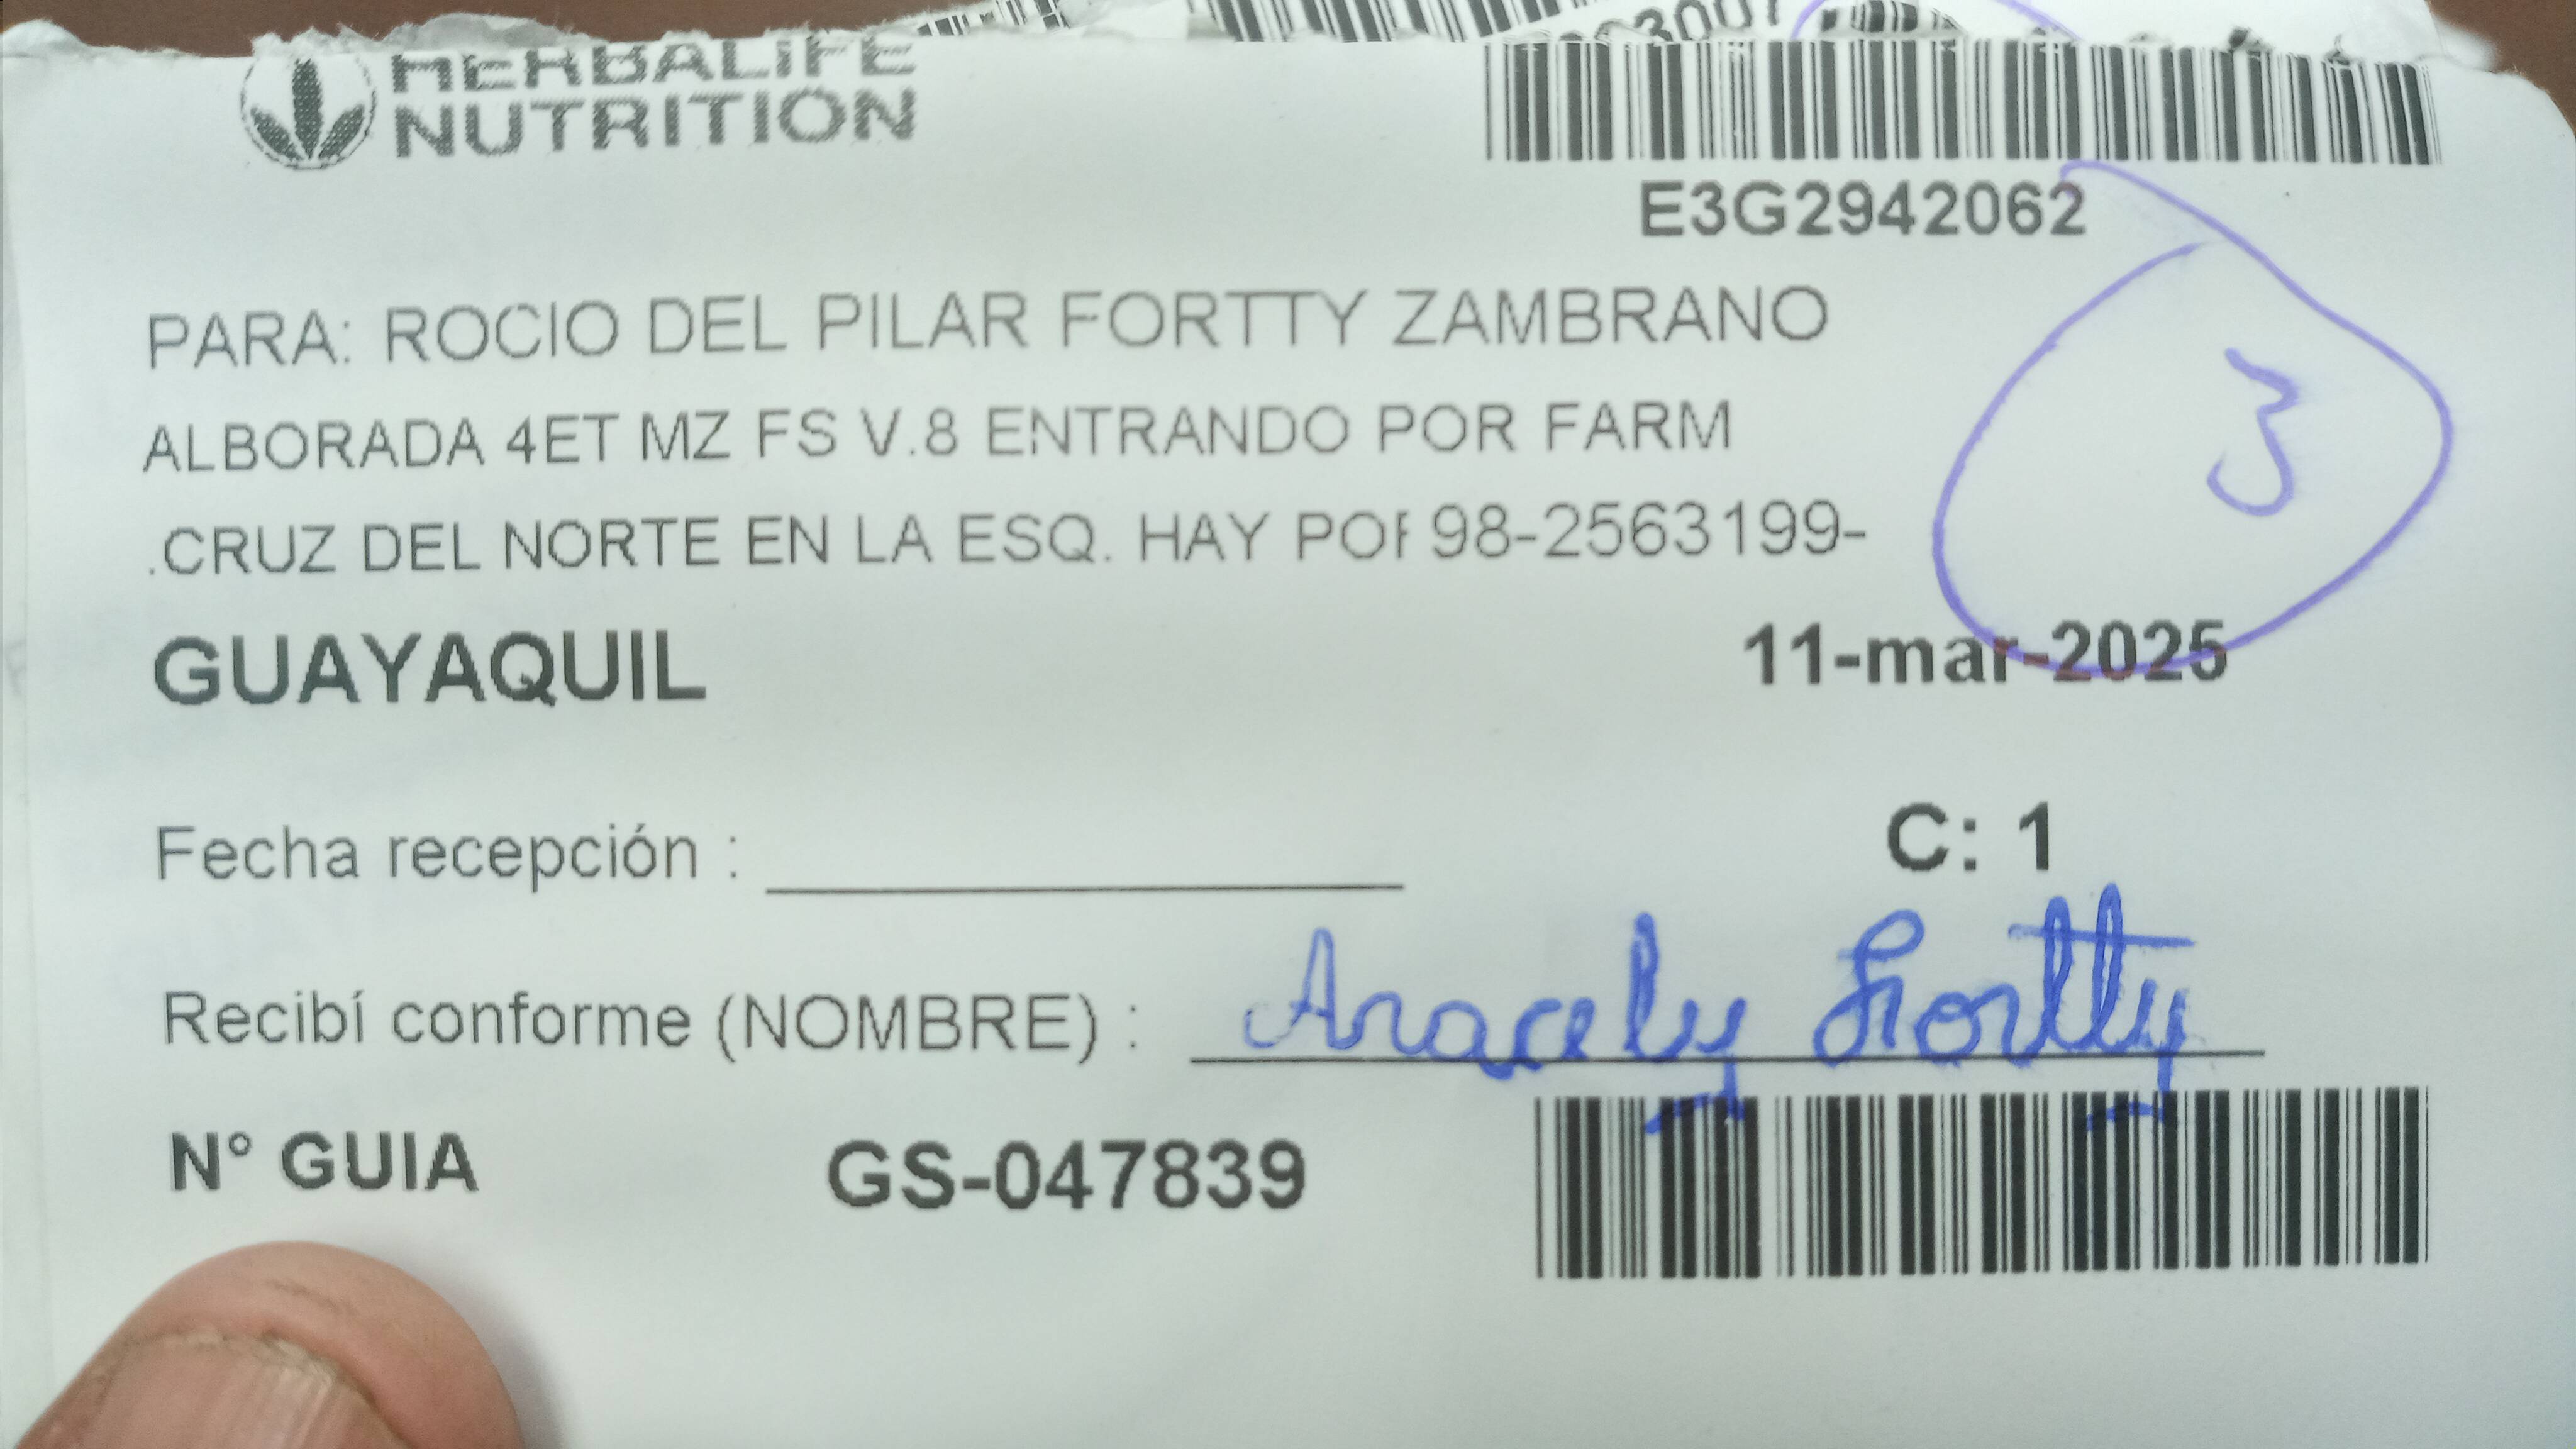 HERBALIFE
NUTRITION
E3G2942062
PARA: ROCIO DEL PILAR FORTTY ZAMBRANO
3
ALBORADA 4ET MZ FS V.8 ENTRANDO POR FARM
.CRUZ DEL NORTE EN LA ESQ. HAY 98-2563199-
GUAYAQUIL
11-mar-2025
Fecha recepción :
C: 1
Recibí conforme (NOMBRE) : Aracely Fortty
N° GUIA GS-047839